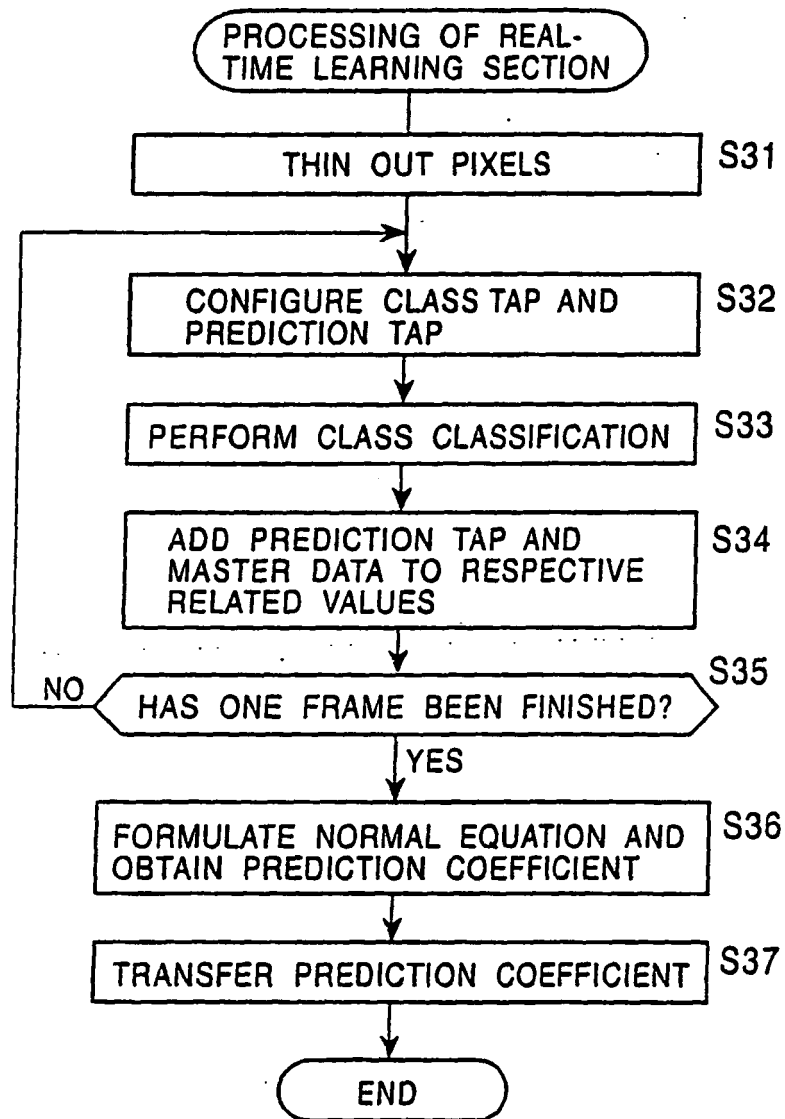 PROCESSING OF REAL-
TIME LEARNING SECTION
THIN OUT PIXELS
S31
CONFIGURE CLASS TAP AND
PREDICTION TAP
S32
PERFORM CLASS CLASSIFICATION
S33
ADD PREDICTION TAP AND
MASTER DATA TO RESPECTIVE
RELATED VALUES
S34
S35
NO
HAS ONE FRAME BEEN FINISHED?
YES
FORMULATE NORMAL EQUATION AND
OBTAIN PREDICTION COEFFICIENT
S36
TRANSFER PREDICTION COEFFICIENT
S37
END